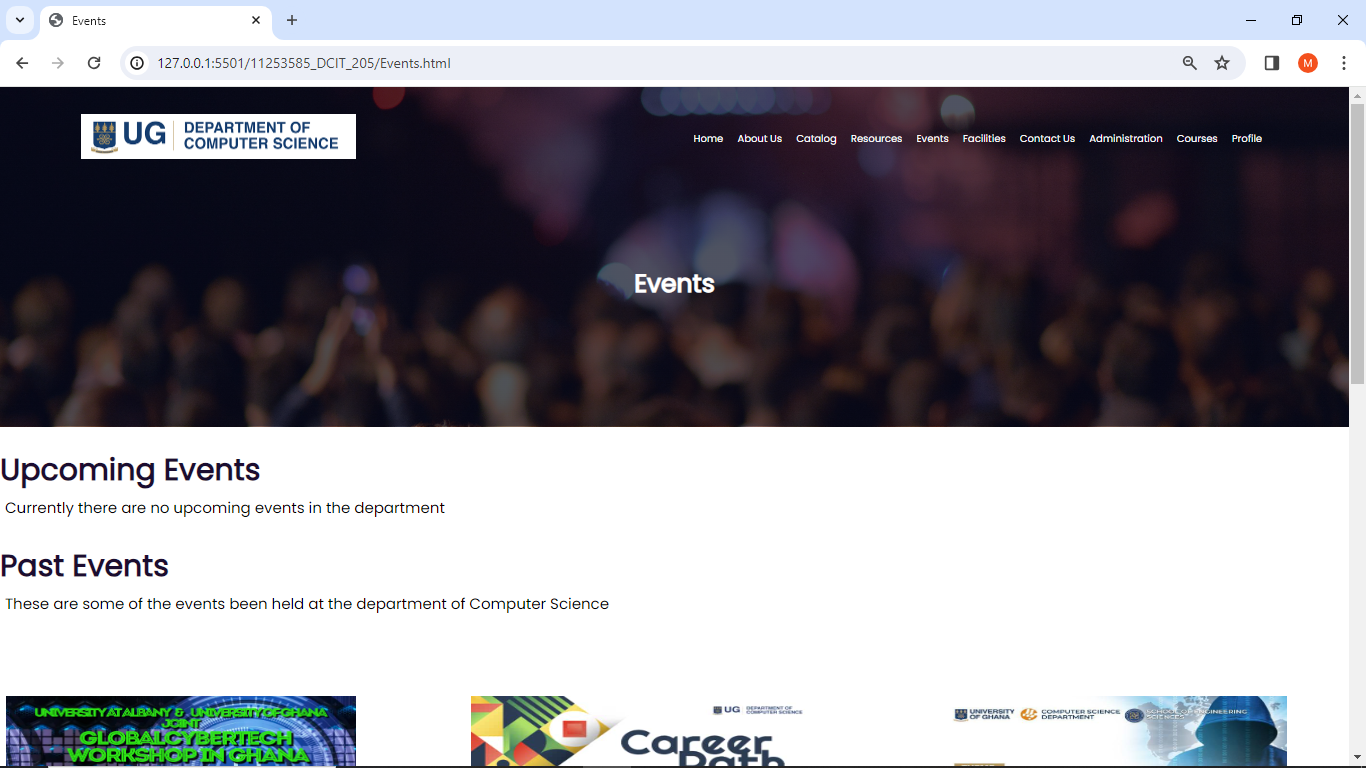 Events
127.0.0.1:5501/11253585_DCIT_205/Events.html
M
UG DEPARTMENT OF
COMPUTER SCIENCE
Home About Us Catalog Resources Events Facilities Contact Us Administration Courses Profile
Events
Upcoming Events
Currently there are no upcoming events in the department
Past Events
These are some of the events been held at the department of Computer Science
UNIVERSITY AT ALBANY & UNIVERSITY OF GHANA
JOINT
GLOBALCYBERTECH
WORKSHOP IN GHANA
UG DEPARTMENT OF
COMPUTER SCIENCE
Career
Path
UNIVERSITY
OF GHANA
COMPUTER SCIENCE
DEPARTMENT
SCHOOL OF ENGINEERING
SCIENCES